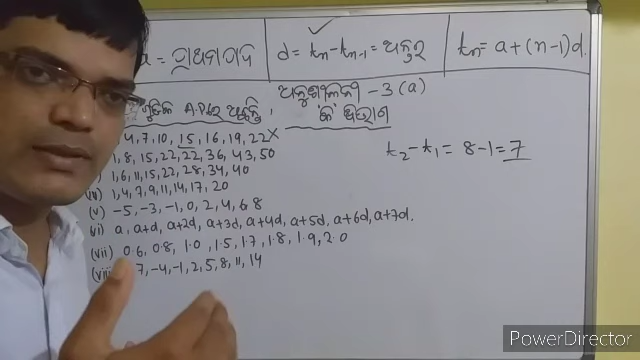 a = ପ୍ରଥମ ପଦ
d = tn - tn-1 = ଅନ୍ତର
tn = a + (n-1)d.
ଅନୁଶୀଳନୀ - 3 (a)
'କ' ବିଭାଗ
A.P.ରେ ଅଛନ୍ତି,
4, 7, 10, 15, 16, 19, 22 X
1, 8, 15, 22, 22, 36, 43, 50
1, 6, 11, 15, 22, 28, 34, 40
(iv) 1, 4, 7, 9, 11, 14, 17, 20
(v) -5, -3, -1, 0, 2, 4, 6, 8
(vi) a, a+d, a+2d, a+3d, a+4d, a+5d, a+6d, a+7d.
(vii) 0.6, 0.8, 1.0, 1.5, 1.7, 1.8, 1.9, 2.0
(viii) 7, -4, -1, 2, 5, 8, 11, 14
t2 - t1 = 8 - 1 = 7
PowerDirector